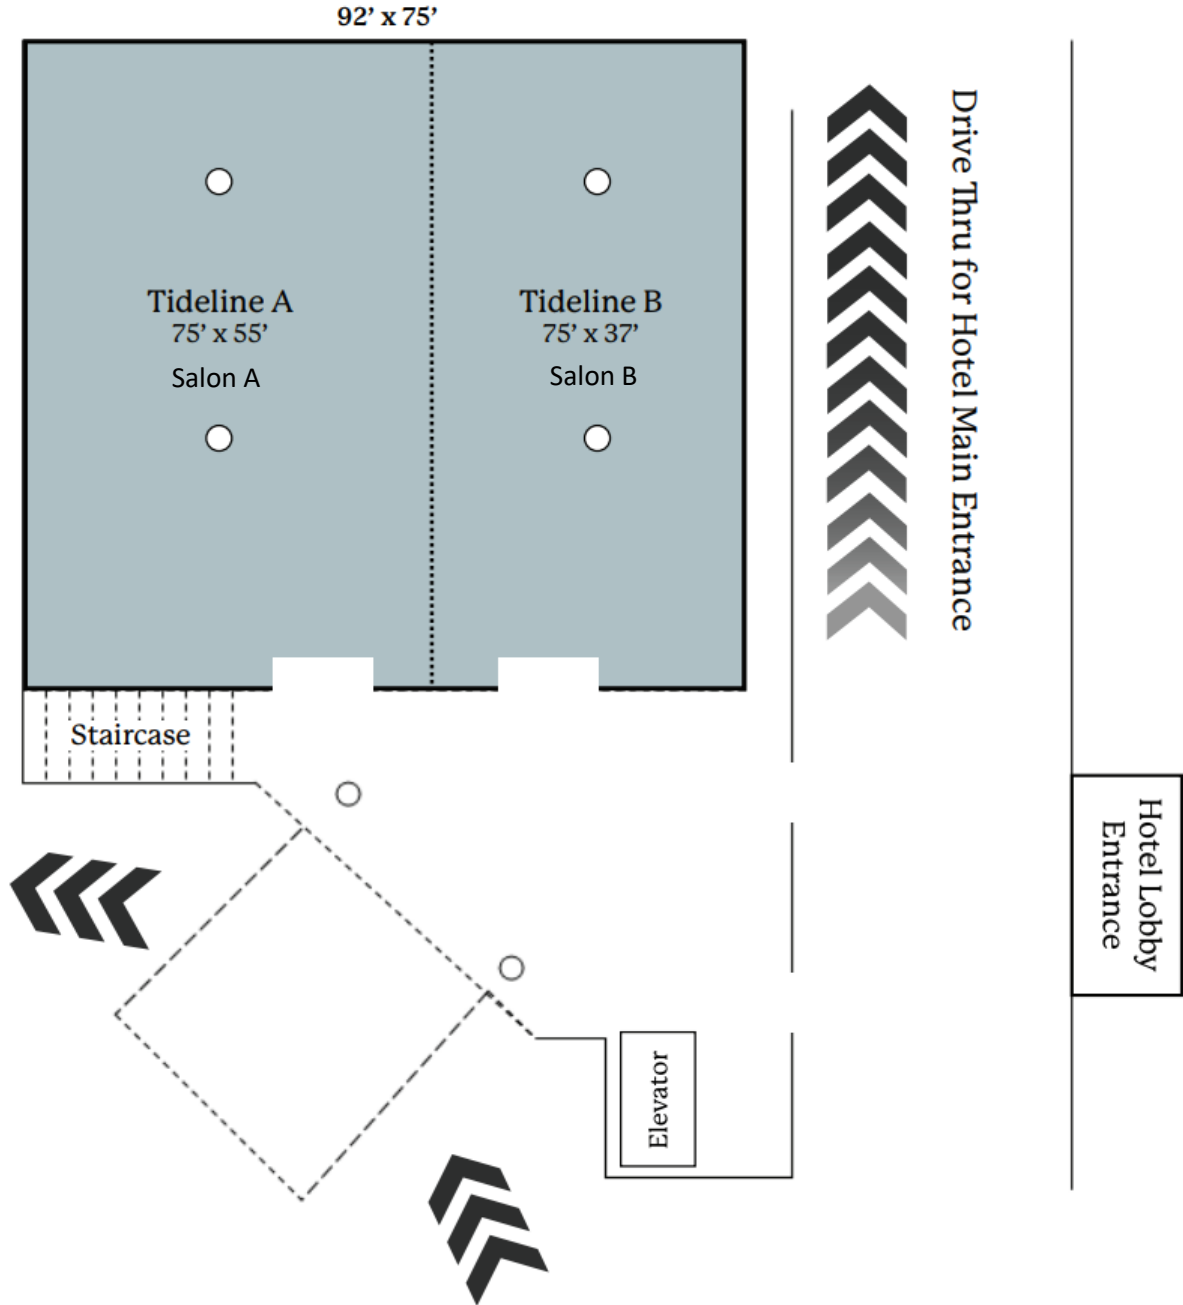 92’ x 75’
Tideline A
75’ x 55’
Salon A
Tideline B
75’ x 37’
Salon B
Drive Thru for Hotel Main Entrance
Staircase
Hotel Lobby
Entrance
Elevator